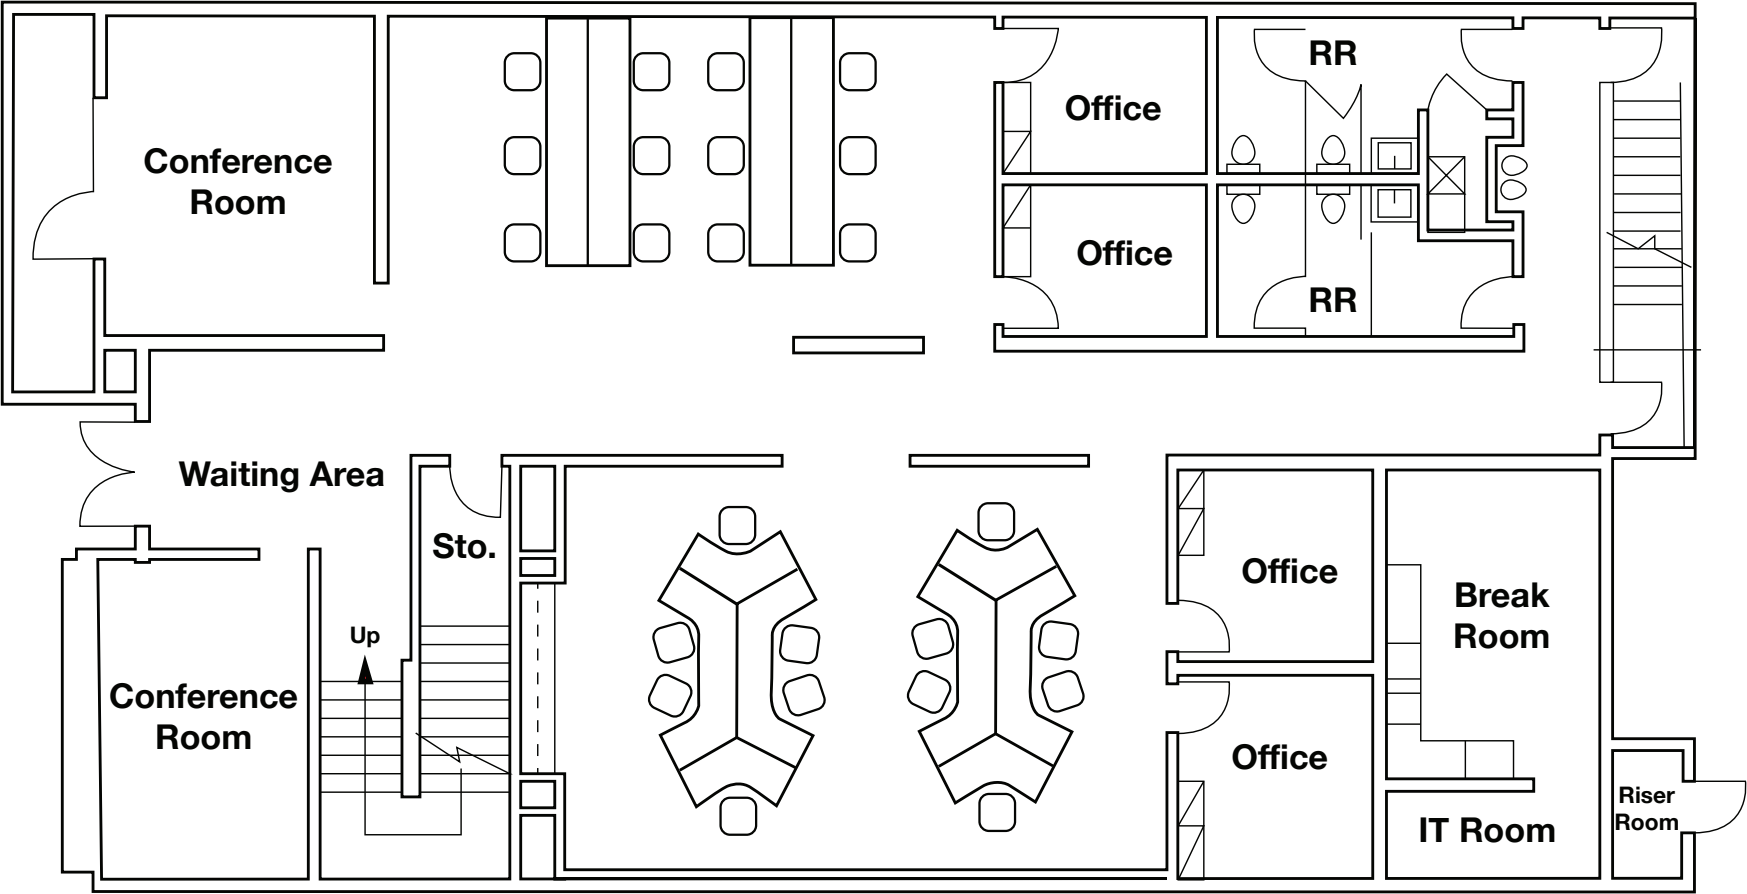 RR
Office
Conference
Room
Office
RR
Waiting Area
Sto.
Office
Break
Room
Up
Conference
Room
Office
Riser
Room
IT Room